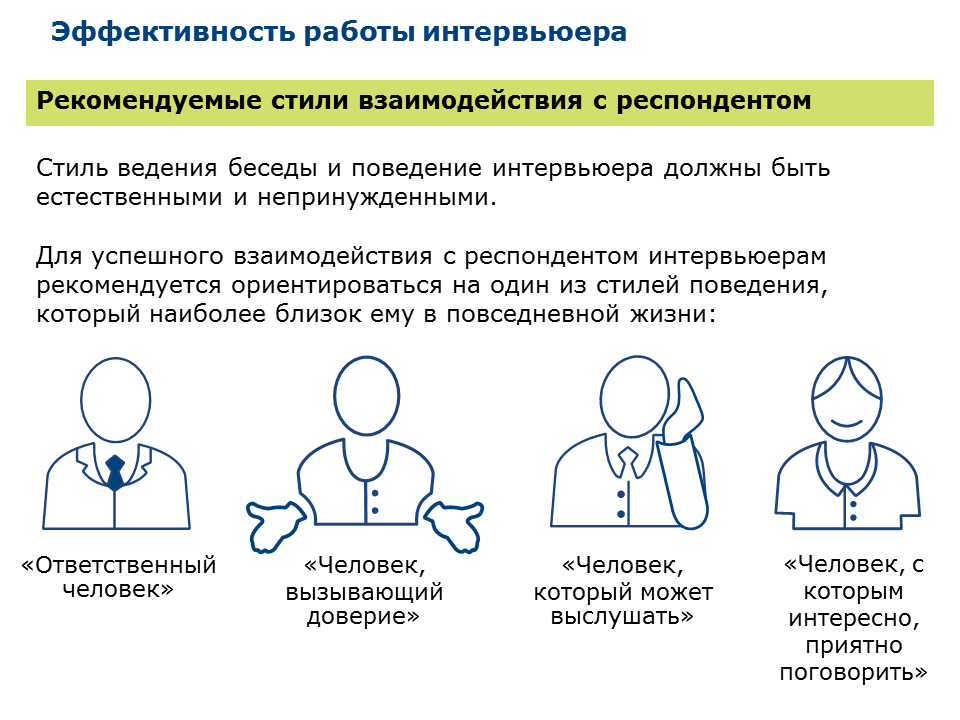 Эффективность работы интервьюера
Рекомендуемые стили взаимодействия с респондентом
Стиль ведения беседы и поведение интервьюера должны быть
естественными и непринужденными.
Для успешного взаимодействия с респондентом интервьюерам
рекомендуется ориентироваться на один из стилей поведения,
который наиболее близок ему в повседневной жизни:
«Ответственный
человек»
«Человек,
вызывающий
доверие»
«Человек,
который может
выслушать»
«Человек, с
которым
интересно,
приятно
поговорить»